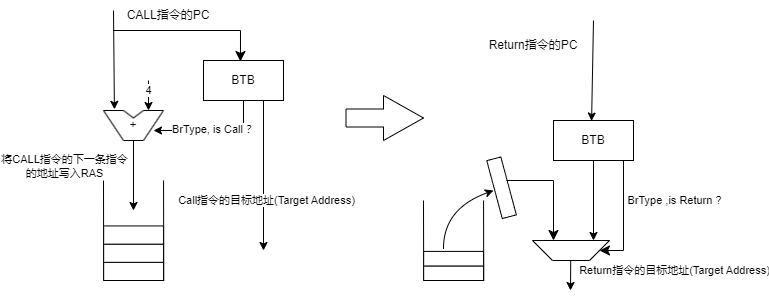 CALL指令的PC
BTB
4
+
BrType, is Call ?
将CALL指令的下一条指令
的地址写入RAS
Call指令的目标地址(Target Address)
Return指令的PC
BTB
BrType ,is Return ?
Return指令的目标地址(Target Address)